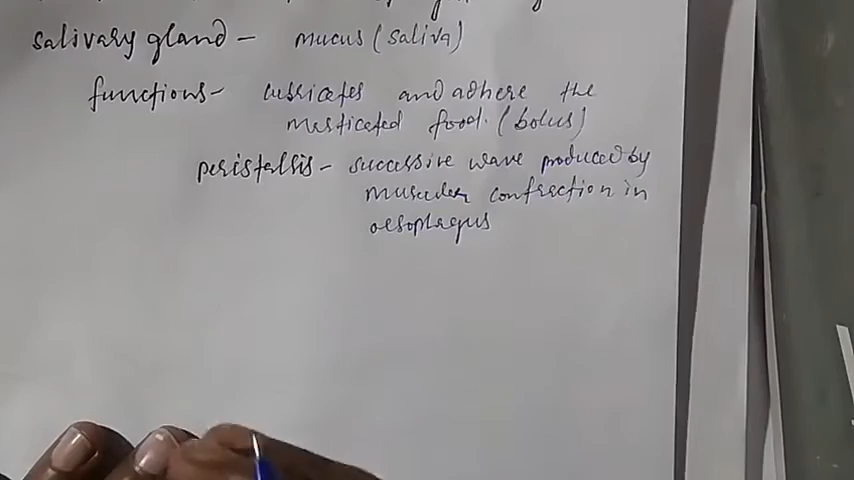 salivary gland - mucus (saliva)
functions - lubricates and adhere the
masticated food. (bolus)
peristalsis - successive wave produced by
muscular contraction in
oesophagus